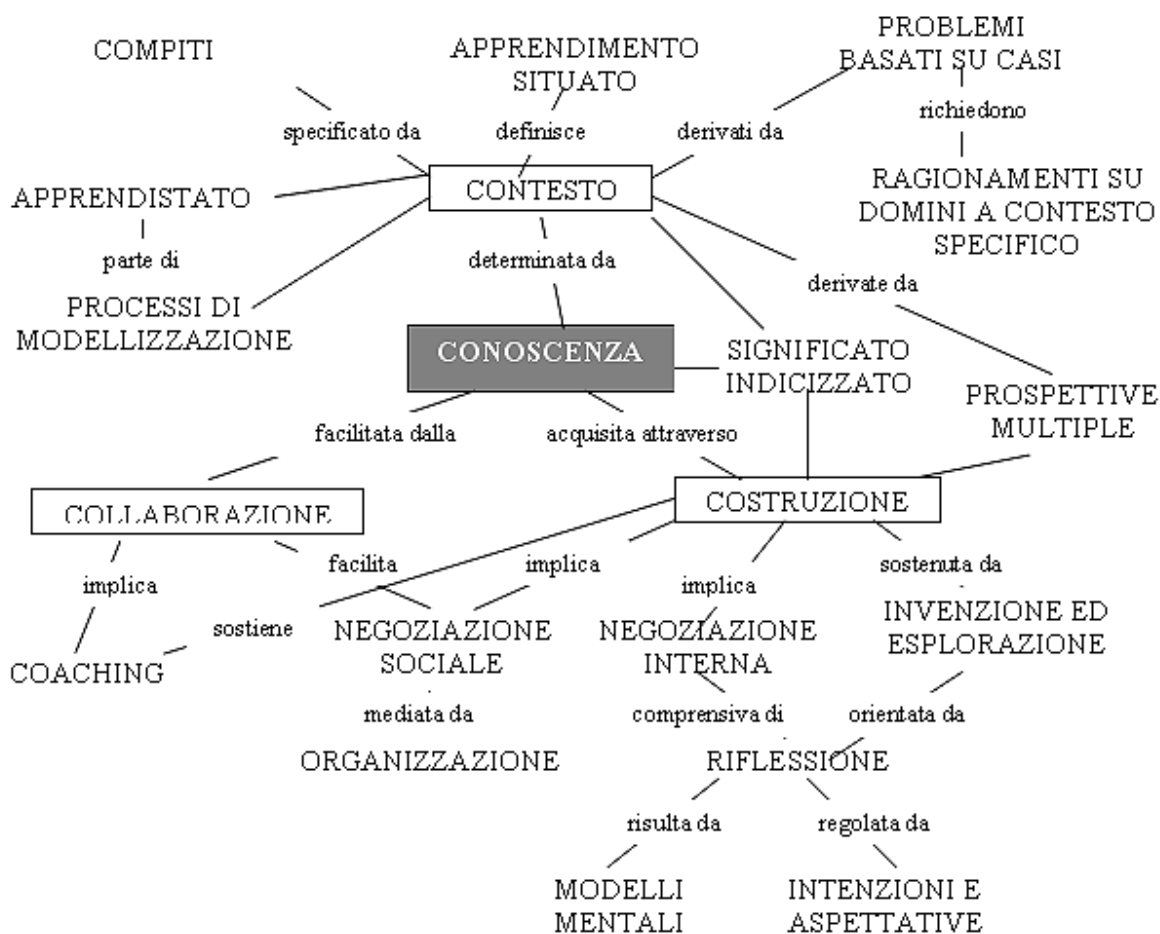 COMPITI
APPRENDIMENTO
SITUATO
PROBLEMI
BASATI SU CASI
specificato da
definisce
derivati da
richiedono
APPRENDISTATO
CONTESTO
RAGIONAMENTI SU
DOMINI A CONTESTO
SPECIFICO
parte di
determinata da
derivate da
PROCESSI DI
MODELLIZZAZIONE
CONOSCENZA
SIGNIFICATO
INDICIZZATO
PROSPETTIVE
MULTIPLE
facilitata dalla
acquisita attraverso
COLLABORAZIONE
COSTRUZIONE
implica
facilita
implica
implica
sostenuta da
COACHING
sostiene
NEGOZIAZIONE
SOCIALE
NEGOZIAZIONE
INTERNA
INVENZIONE ED
ESPLORAZIONE
mediata da
comprensiva di
orientata da
ORGANIZZAZIONE
RIFLESSIONE
risulta da
regolata da
MODELLI
MENTALI
INTENZIONI E
ASPETTATIVE